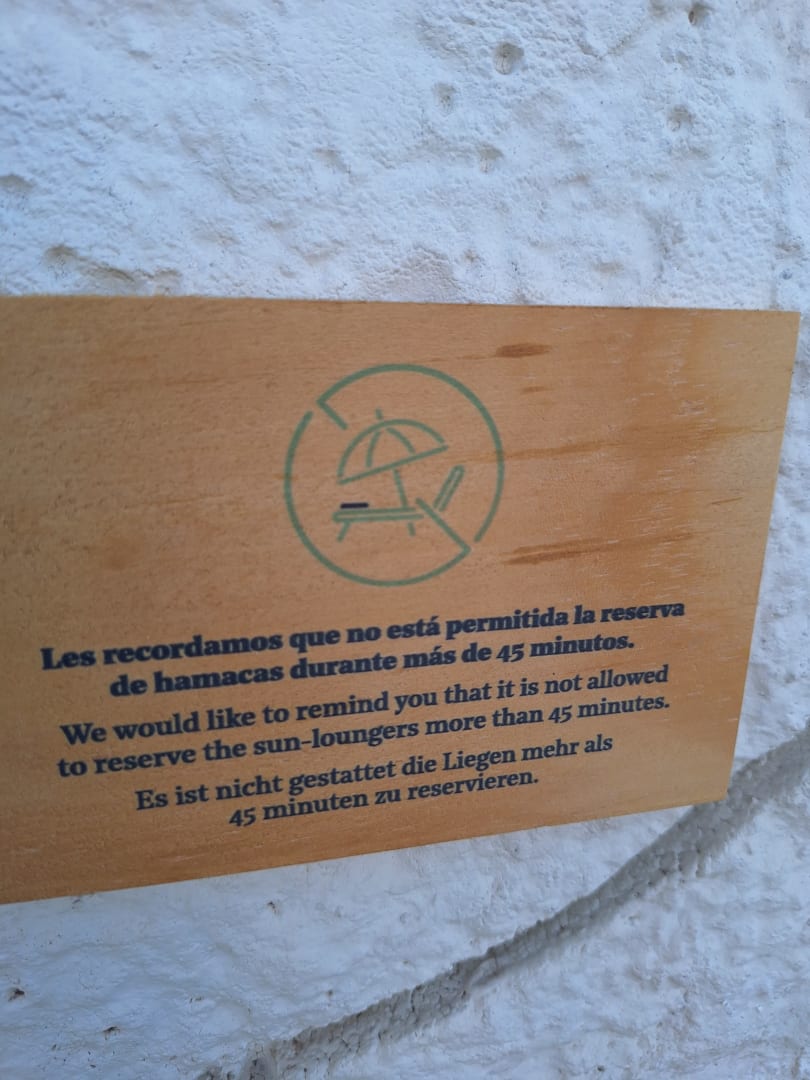 Les recordamos que no está permitida la reserva
de hamacas durante más de 45 minutos.
We would like to remind you that it is not allowed
to reserve the sun-loungers more than 45 minutes.
Es ist nicht gestattet die Liegen mehr als
45 minuten zu reservieren.